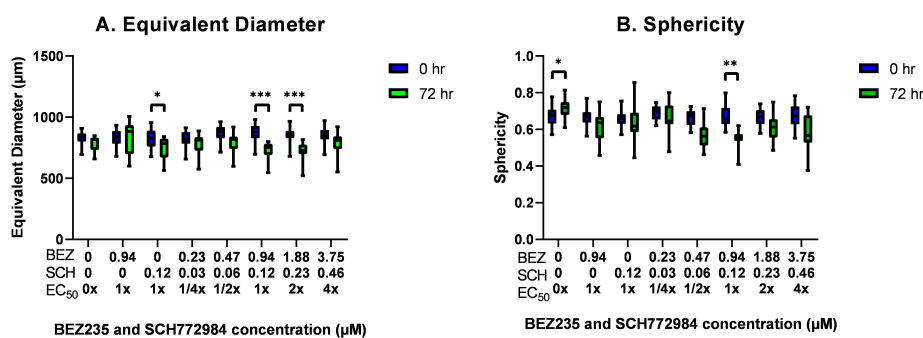 A. Equivalent Diameter
Equivalent Diameter (µm)
1500
1000
500
0
*
***
***
0 hr
72 hr
BEZ 0 0.94 0 0.23 0.47 0.94 1.88 3.75
SCH 0 0 0.12 0.03 0.06 0.12 0.23 0.46
EC50 0x 1x 1x 1/4x 1/2x 1x 2x 4x
BEZ235 and SCH772984 concentration (µM)
B. Sphericity
Sphericity
1.0
0.8
0.6
0.4
0.2
0.0
*
**
0 hr
72 hr
BEZ 0 0.94 0 0.23 0.47 0.94 1.88 3.75
SCH 0 0 0.12 0.03 0.06 0.12 0.23 0.46
EC50 0x 1x 1x 1/4x 1/2x 1x 2x 4x
BEZ235 and SCH772984 concentration (µM)